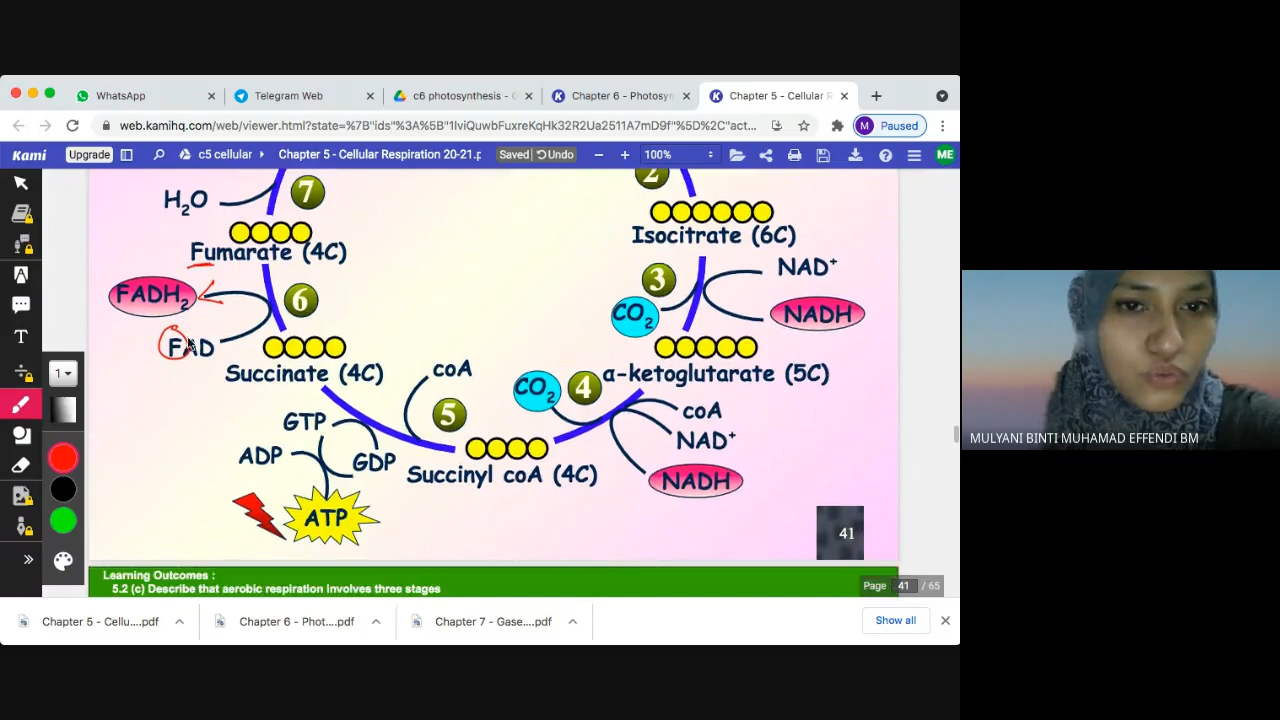 WhatsApp
Telegram Web
c6 photosynthesis -
Chapter 6 - Photosyn
Chapter 5 - Cellular R
web.kamihq.com/web/viewer.html?state=%7B"ids"%3A%5B"1lviQuwbFuxreKqHk32R2Ua2511A7mD9f"%5D%2C"act...
M Paused
Kami
Upgrade
c5 cellular
Chapter 5 - Cellular Respiration 20-21.p
Saved
Undo
100%
ME
H₂O
7
2
Fumarate (4C)
Isocitrate (6C)
FADH₂
6
3
NAD⁺
CO₂
NADH
FAD
Succinate (4C)
coA
CO₂
4
α-ketoglutarate (5C)
GTP
5
coA
NAD⁺
ADP
GDP
Succinyl coA (4C)
NADH
ATP
41
Learning Outcomes :
5.2 (c) Describe that aerobic respiration involves three stages
Page 41 / 65
T
1
Chapter 5 - Cellu....pdf
Chapter 6 - Phot....pdf
Chapter 7 - Gase....pdf
Show all
MULYANI BINTI MUHAMAD EFFENDI BM